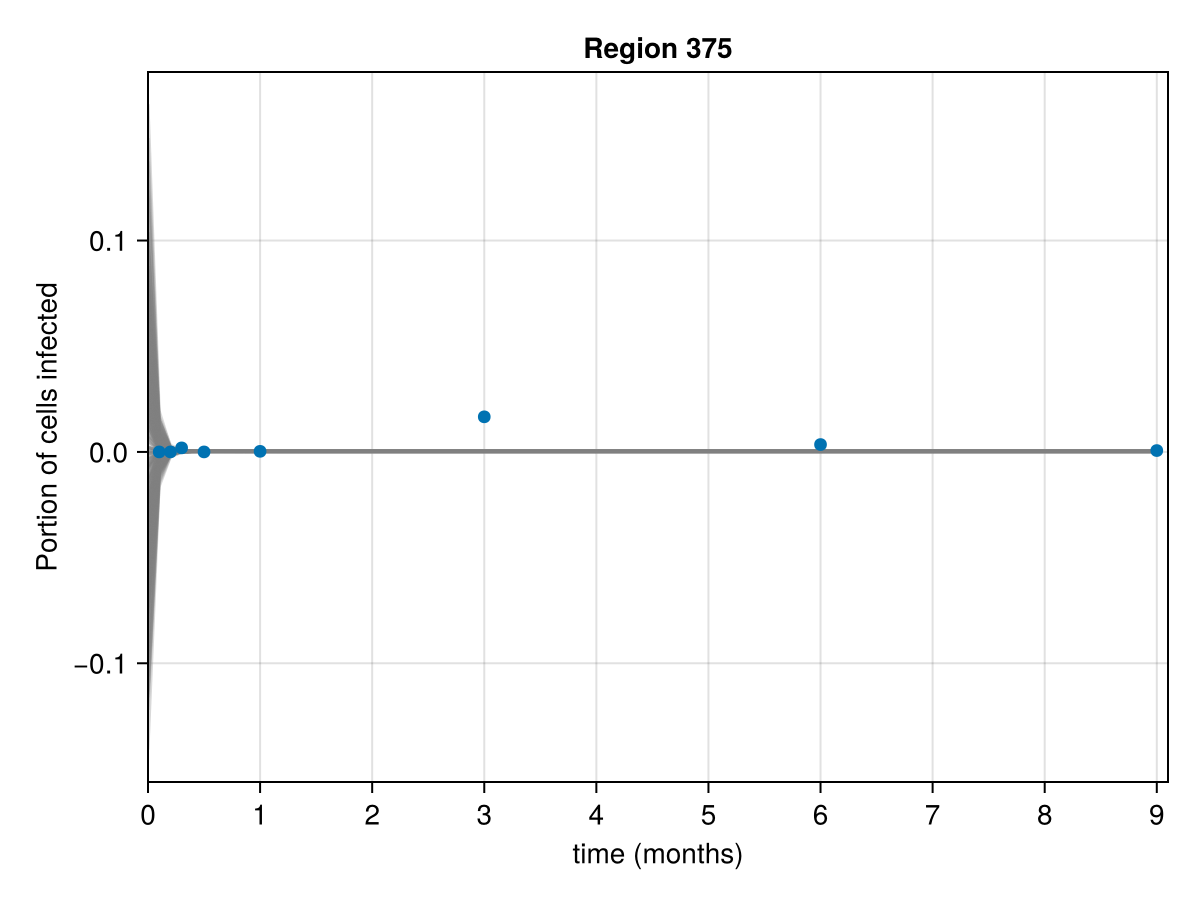 Region 375
Portion of cells infected
0.1
0.0
−0.1
0 1 2 3 4 5 6 7 8 9
time (months)